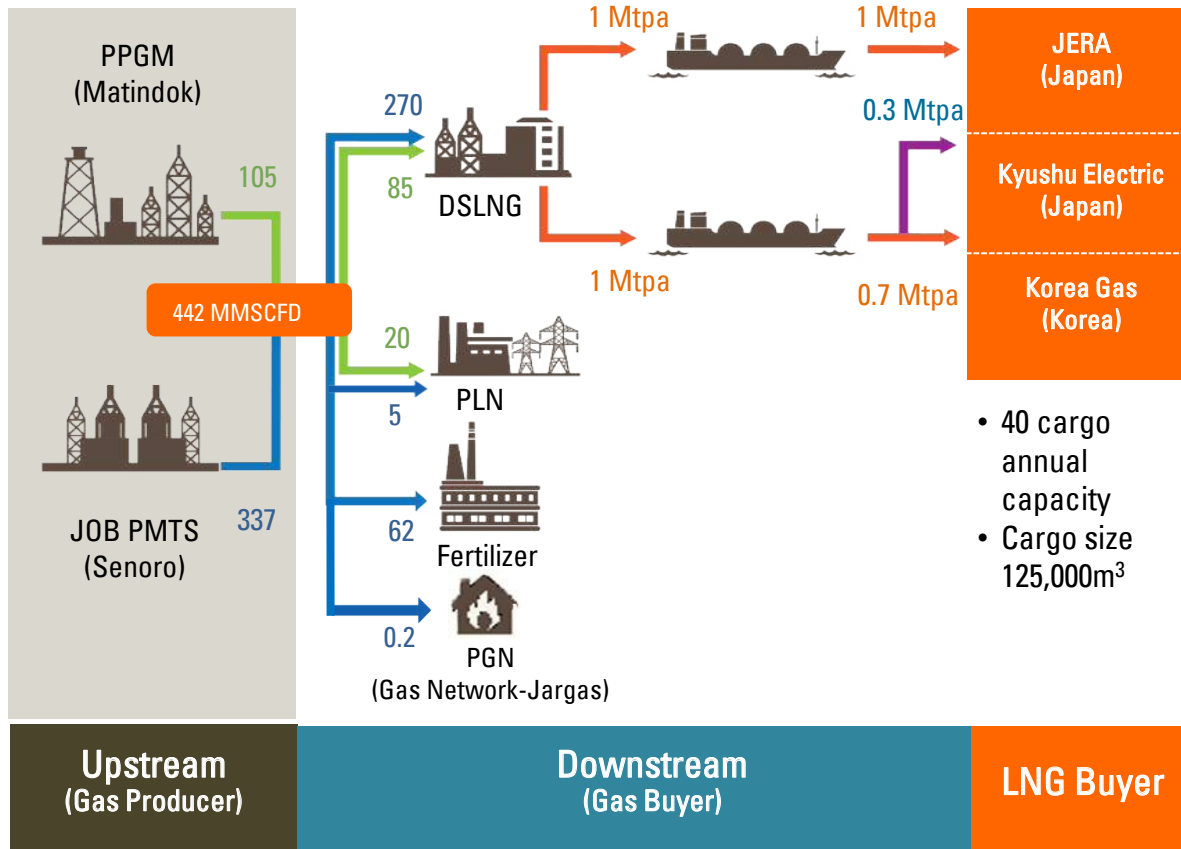 PPGM
(Matindok)
105
442 MMSCFD
337
JOB PMTS
(Senoro)
270
85
DSLNG
20
5
PLN
62
Fertilizer
0.2
PGN
(Gas Network-Jargas)
1 Mtpa
1 Mtpa
1 Mtpa
0.3 Mtpa
0.7 Mtpa
JERA
(Japan)
Kyushu Electric
(Japan)
Korea Gas
(Korea)
• 40 cargo
annual
capacity
• Cargo size
125,000m³
Upstream
(Gas Producer)
Downstream
(Gas Buyer)
LNG Buyer